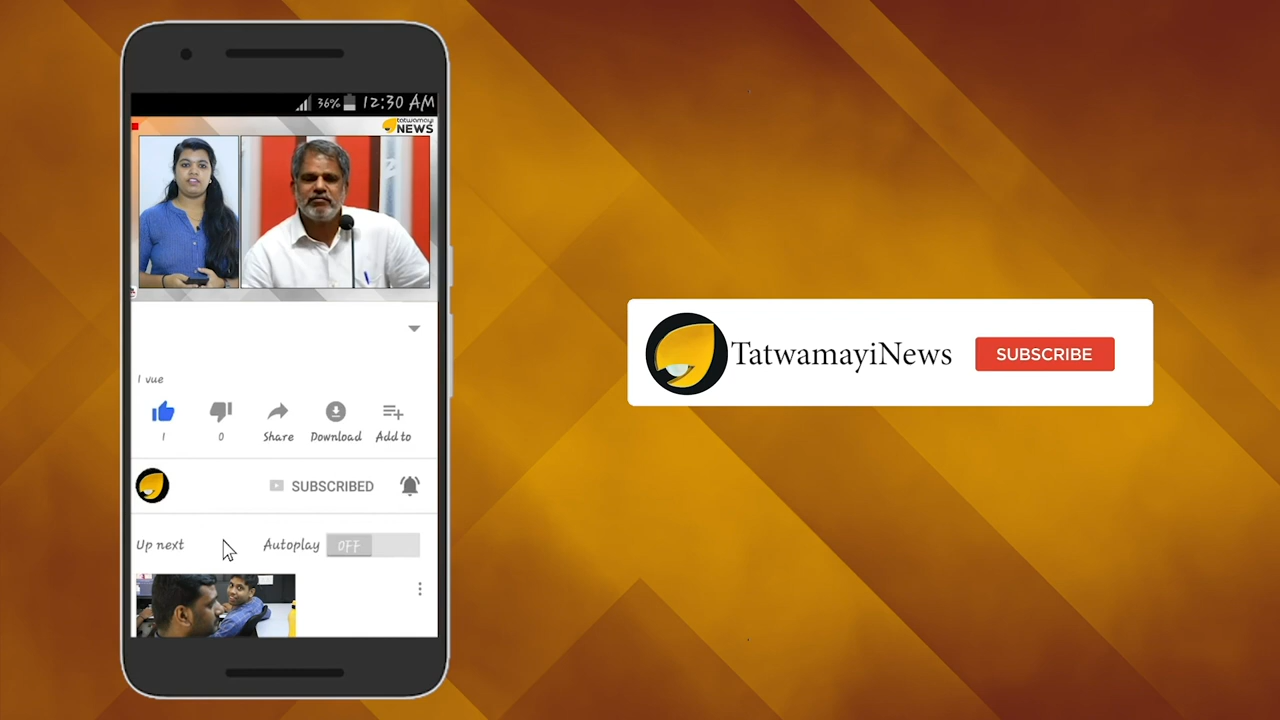 36% 12:30 AM
tatwamayi
NEWS
1 vue
1
0
Share
Download
Add to
SUBSCRIBED
Up next
Autoplay
OFF
TatwamayiNews
SUBSCRIBE